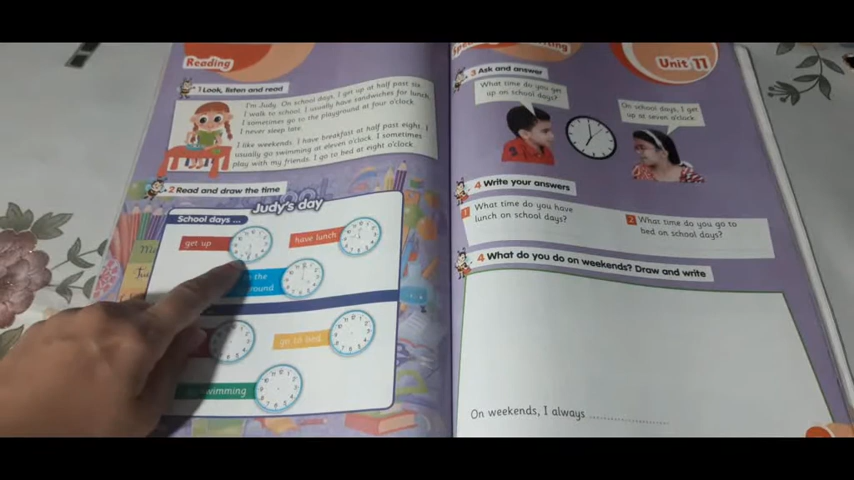 Reading
1 Look, listen and read
I'm Judy. On school days, I get up at half past six.
I walk to school. I usually have sandwiches for lunch.
I sometimes go to the playground at four o'clock.
I never sleep late.
I like weekends. I have breakfast at half past eight. I
usually go swimming at eleven o'clock. I sometimes
play with my friends. I go to bed at eight o'clock.
2 Read and draw the time
Judy's day
School days ...
get up
have lunch
the
go to bed
swimming
Unit 11
3 Ask and answer
What time do you get
up on school days?
On school days, I get
up at seven o'clock.
4 Write your answers
1 What time do you have
lunch on school days?
2 What time do you go to
bed on school days?
4 What do you do on weekends? Draw and write
On weekends, I always ......................